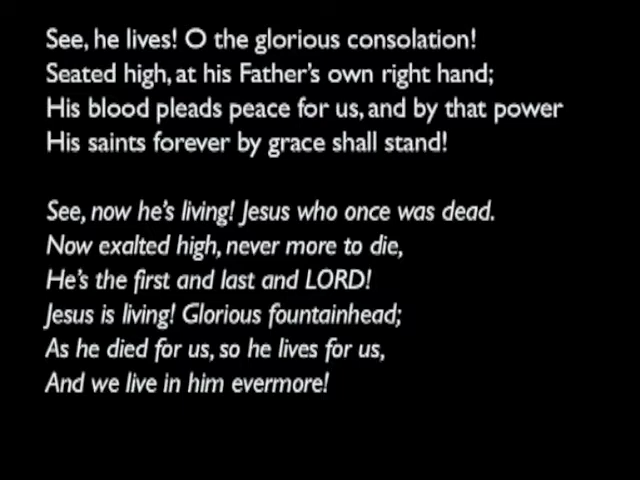 See, he lives! O the glorious consolation!
Seated high, at his Father's own right hand;
His blood pleads peace for us, and by that power
His saints forever by grace shall stand!
See, now he's living! Jesus who once was dead.
Now exalted high, never more to die,
He's the first and last and LORD!
Jesus is living! Glorious fountainhead;
As he died for us, so he lives for us,
And we live in him evermore!